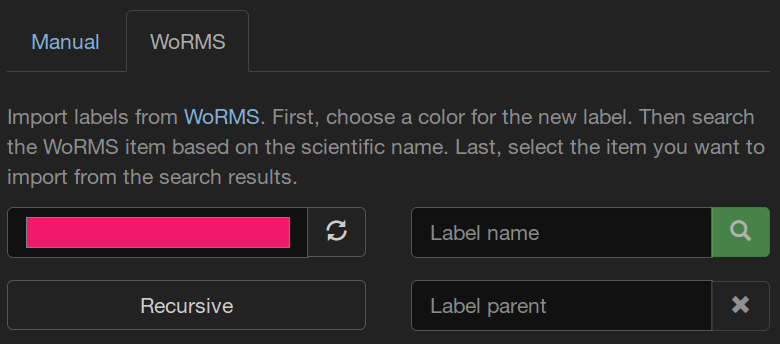 Manual
WoRMS
Import labels from WoRMS. First, choose a color for the new label. Then search
the WoRMS item based on the scientific name. Last, select the item you want to
import from the search results.
Label name
Recursive
Label parent